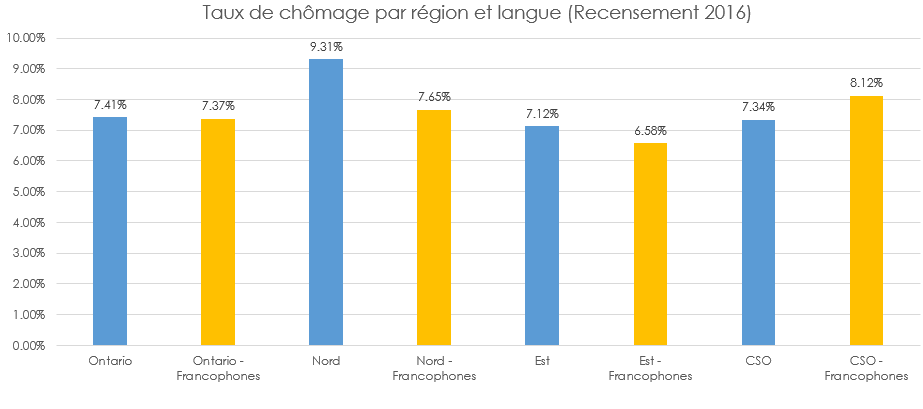 Taux de chômage par région et langue (Recensement 2016)
10.00%
9.00%
8.00%
7.00%
6.00%
5.00%
4.00%
3.00%
2.00%
1.00%
0.00%
7.41%
7.37%
9.31%
7.65%
7.12%
6.58%
7.34%
8.12%
Ontario
Ontario -
Francophones
Nord
Nord -
Francophones
Est
Est -
Francophones
CSO
CSO -
Francophones